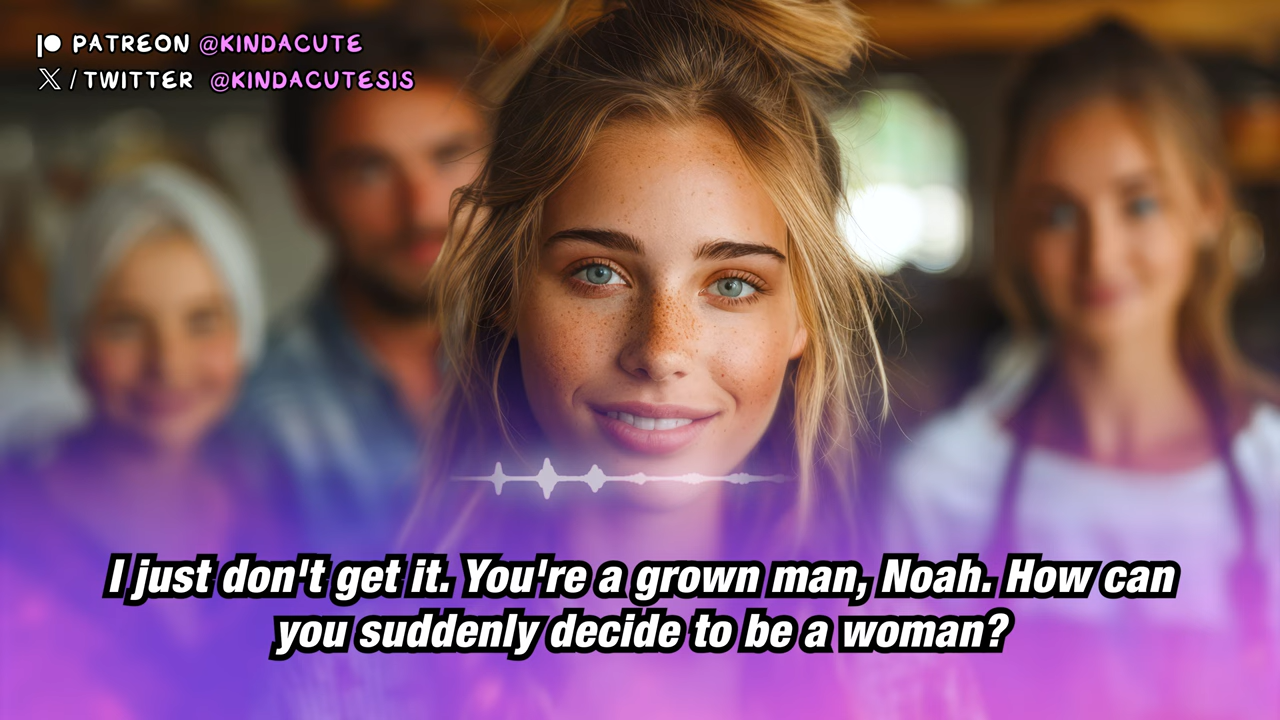 PATREON @KINDACUTE
X / TWITTER @KINDACUTESIS
I just don't get it. You're a grown man, Noah. How can
you suddenly decide to be a woman?